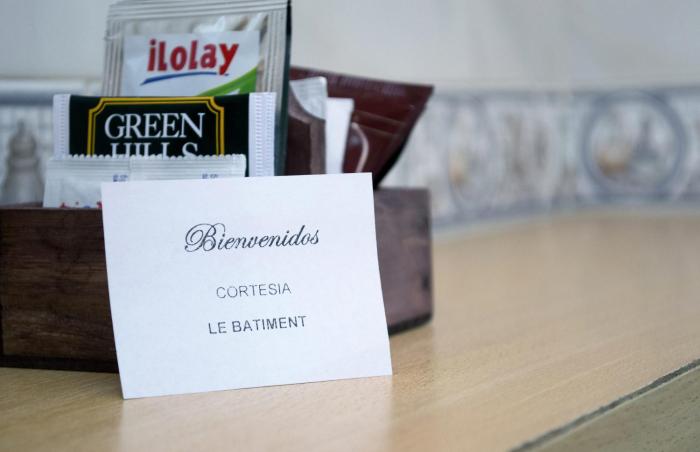 ilolay
GREEN
HILLS
Bienvenidos
CORTESIA
LE BATIMENT